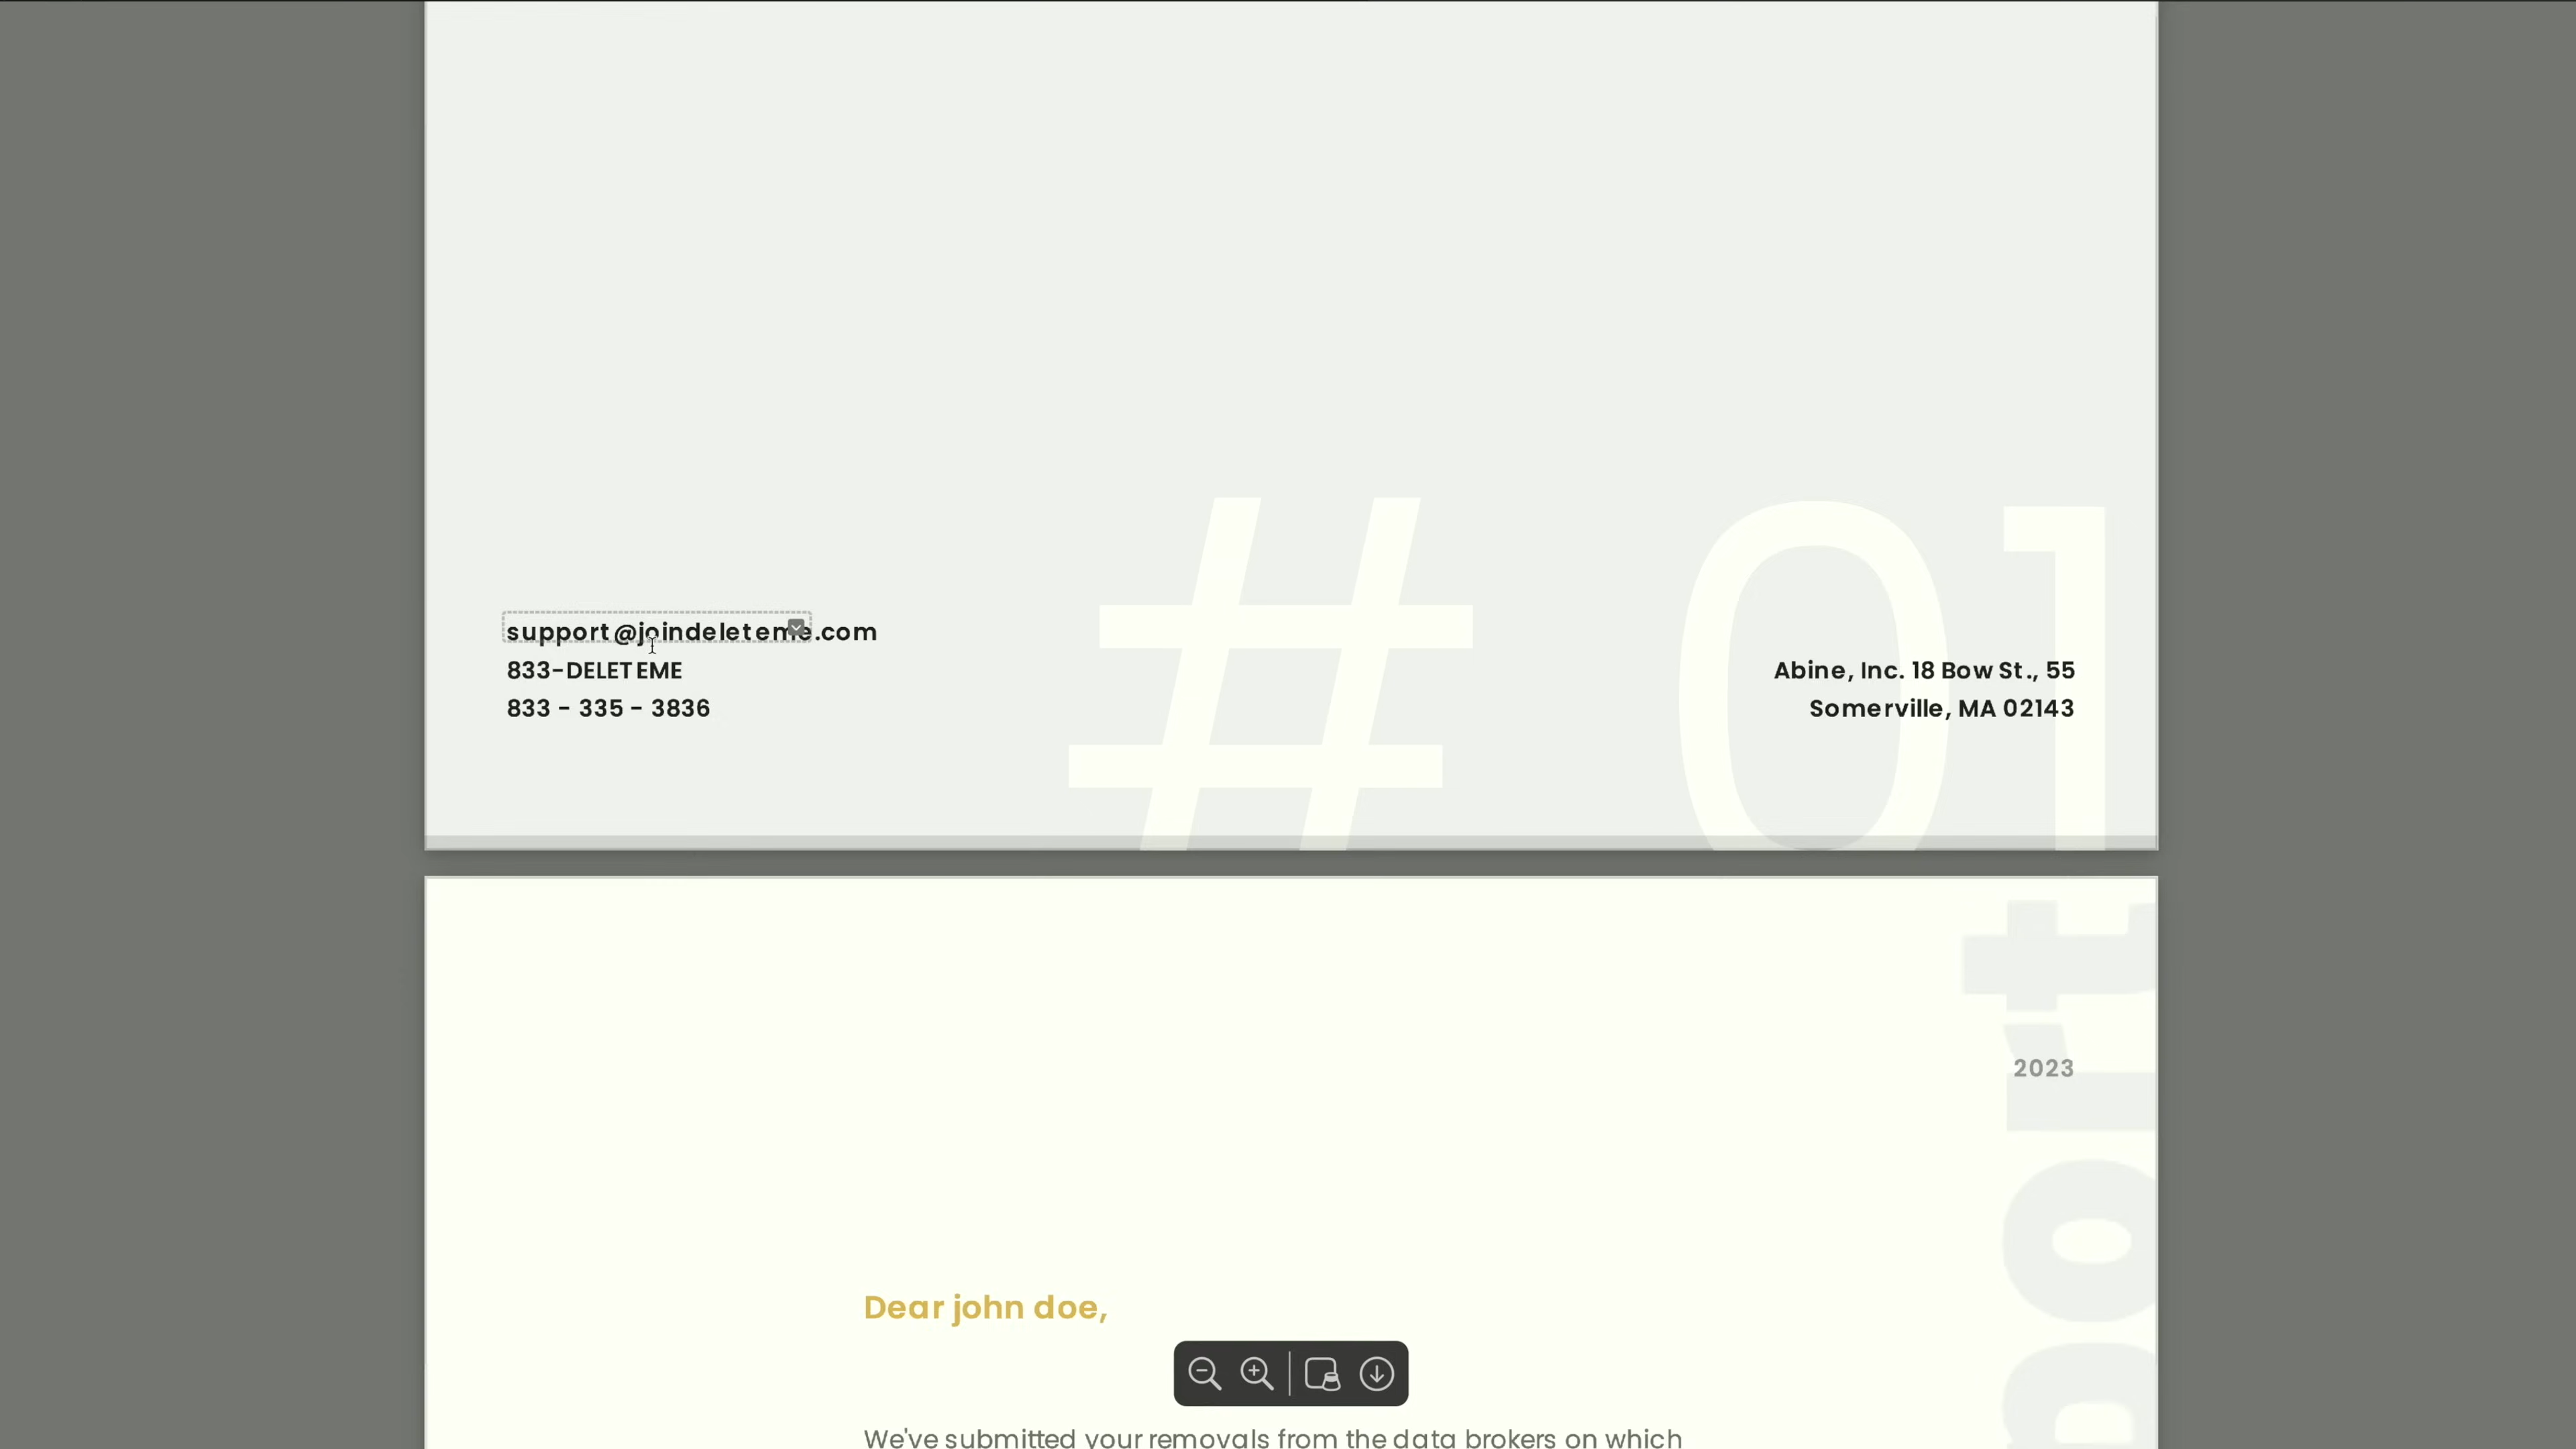 support@joindeleteme.com
833-DELETEME
833 - 335 - 3836
# 01
Abine, Inc. 18 Bow St., 55
Somerville, MA 02143
port
2023
Dear john doe,
We've submitted your removals from the data brokers on which